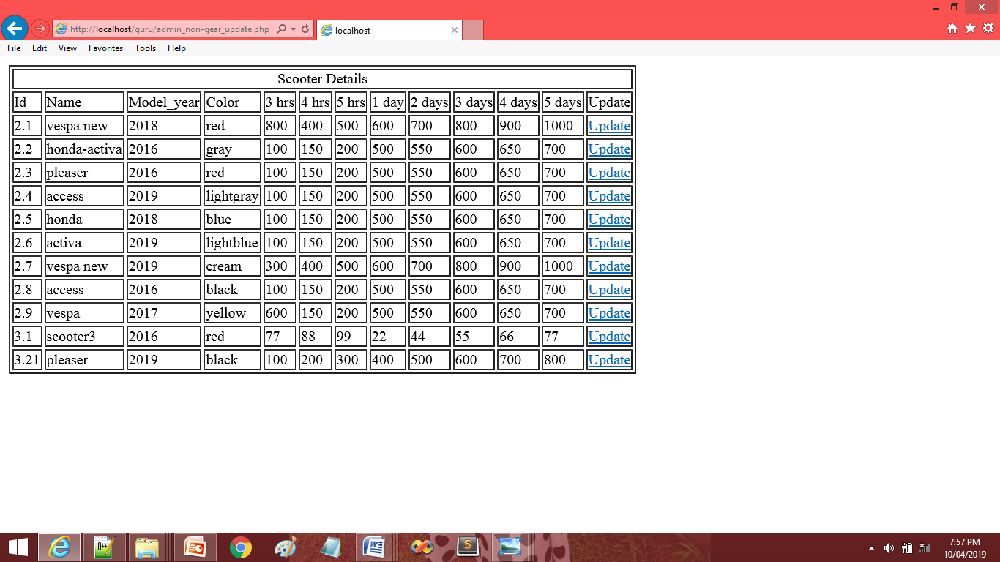 http://localhost/guru/admin_non-gear_update.php
localhost
File Edit View Favorites Tools Help
Scooter Details
Id Name Model_year Color 3 hrs 4 hrs 5 hrs 1 day 2 days 3 days 4 days 5 days Update
2.1 vespa new 2018 red 800 400 500 600 700 800 900 1000 Update
2.2 honda-activa 2016 gray 100 150 200 500 550 600 650 700 Update
2.3 pleaser 2016 red 100 150 200 500 550 600 650 700 Update
2.4 access 2019 lightgray 100 150 200 500 550 600 650 700 Update
2.5 honda 2018 blue 100 150 200 500 550 600 650 700 Update
2.6 activa 2019 lightblue 100 150 200 500 550 600 650 700 Update
2.7 vespa new 2019 cream 300 400 500 600 700 800 900 1000 Update
2.8 access 2016 black 100 150 200 500 550 600 650 700 Update
2.9 vespa 2017 yellow 600 150 200 500 550 600 650 700 Update
3.1 scooter3 2016 red 77 88 99 22 44 55 66 77 Update
3.21 pleaser 2019 black 100 200 300 400 500 600 700 800 Update
7:57 PM
10/04/2019